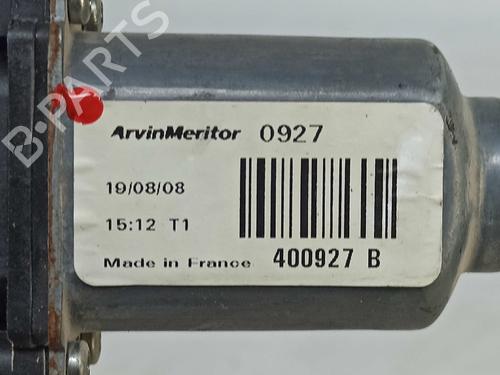 B-PARTS
ArvinMeritor 0927
19/08/08
15:12 T1
Made in France 400927 B